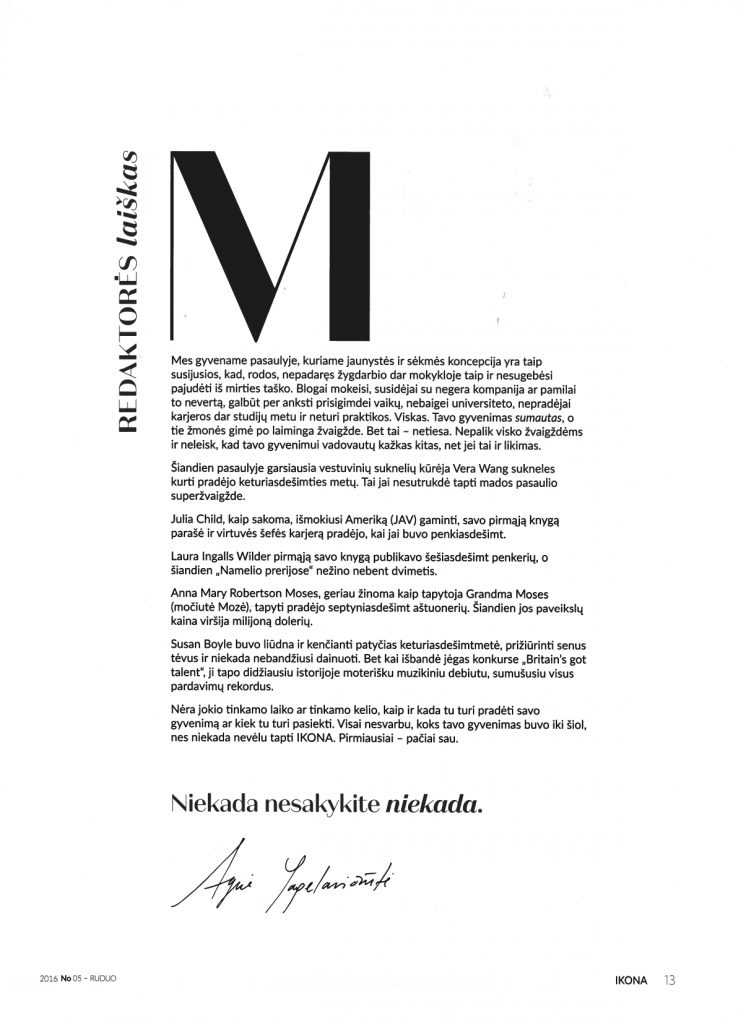 REDAKTORĖS laiškas
M
Mes gyvename pasaulyje, kuriame jaunystės ir sėkmės koncepcija yra taip
susijusios, kad, rodos, nepadaręs žygdarbio dar mokykloje taip ir nesugebėsi
pajudėti iš mirties taško. Blogai mokeisi, susidėjai su negera kompanija ar pamilai
to nevertą, galbūt per anksti prisigimdei vaikų, nebaigei universiteto, nepradėjai
karjeros dar studijų metu ir neturi praktikos. Viskas. Tavo gyvenimas sumautas, o
tie žmonės gimė po laiminga žvaigžde. Bet tai – netiesa. Nepalik visko žvaigždėms
ir neleisk, kad tavo gyvenimui vadovautų kažkas kitas, net jei tai ir likimas.
Šiandien pasaulyje garsiausia vestuvinių suknelių kūrėja Vera Wang sukneles
kurti pradėjo keturiasdešimties metų. Tai jai nesutrukdė tapti mados pasaulio
superžvaigžde.
Julia Child, kaip sakoma, išmokiusi Ameriką (JAV) gaminti, savo pirmąją knygą
parašė ir virtuvės šefės karjerą pradėjo, kai jai buvo penkiasdešimt.
Laura Ingalls Wilder pirmąją savo knygą publikavo šešiasdešimt penkerių, o
šiandien „Namelio prerijose“ nežino nebent dvimetis.
Anna Mary Robertson Moses, geriau žinoma kaip tapytoja Grandma Moses
(močiutė Mozė), tapyti pradėjo septyniasdešimt aštuonerių. Šiandien jos paveikslų
kaina viršija milijoną dolerių.
Susan Boyle buvo liūdna ir kenčianti patyčias keturiasdešimtmetė, prižiūrinti senus
tėvus ir niekada nebandžiusi dainuoti. Bet kai išbandė jėgas konkurse „Britain's got
talent“, ji tapo didžiausiu istorijoje moterišku muzikiniu debiutu, sumušusiu visus
pardavimų rekordus.
Nėra jokio tinkamo laiko ar tinkamo kelio, kaip ir kada tu turi pradėti savo
gyvenimą ar kiek tu turi pasiekti. Visai nesvarbu, koks tavo gyvenimas buvo iki šiol,
nes niekada nevėlu tapti IKONA. Pirmiausiai – pačiai sau.
Niekada nesakykite niekada.
2016 No 05 – RUDUO
IKONA 13